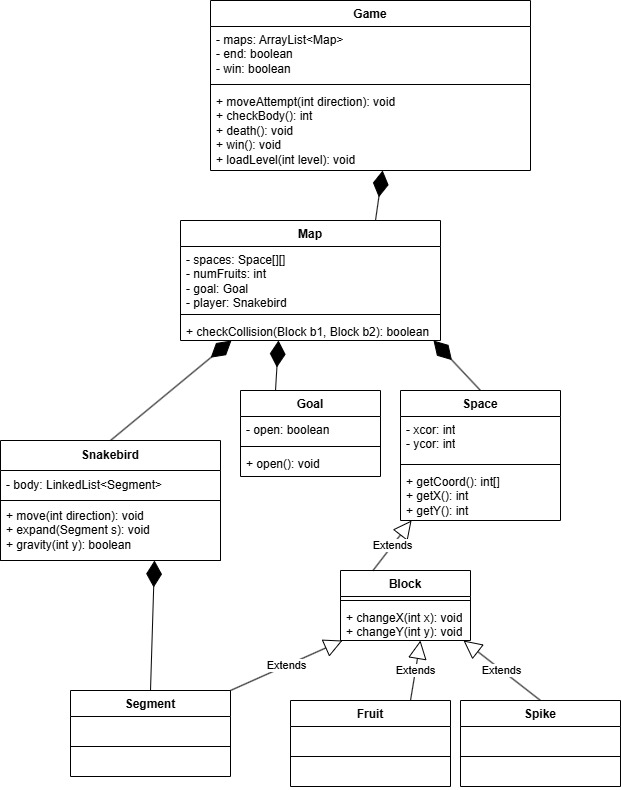 Game
- maps: ArrayList<Map>
- end: boolean
- win: boolean
+ moveAttempt(int direction): void
+ checkBody(): int
+ death(): void
+ win(): void
+ loadLevel(int level): void
Map
- spaces: Space[][]
- numFruits: int
- goal: Goal
- player: Snakebird
+ checkCollision(Block b1, Block b2): boolean
Goal
- open: boolean
+ open(): void
Space
- xcor: int
- ycor: int
+ getCoord(): int[]
+ getX(): int
+ getY(): int
Snakebird
- body: LinkedList<Segment>
+ move(int direction): void
+ expand(Segment s): void
+ gravity(int y): boolean
Extends
Block
+ changeX(int x): void
+ changeY(int y): void
Extends
Extends
Extends
Segment
Fruit
Spike